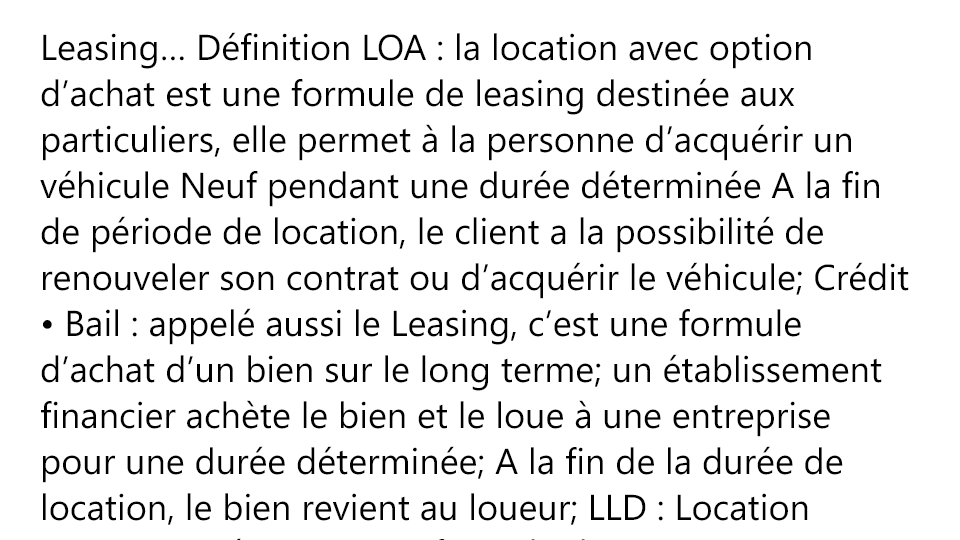 Leasing… Définition LOA : la location avec option
d’achat est une formule de leasing destinée aux
particuliers, elle permet à la personne d’acquérir un
véhicule Neuf pendant une durée déterminée A la fin
de période de location, le client a la possibilité de
renouveler son contrat ou d’acquérir le véhicule; Crédit
• Bail : appelé aussi le Leasing, c’est une formule
d’achat d’un bien sur le long terme; un établissement
financier achète le bien et le loue à une entreprise
pour une durée déterminée; A la fin de la durée de
location, le bien revient au loueur; LLD : Location